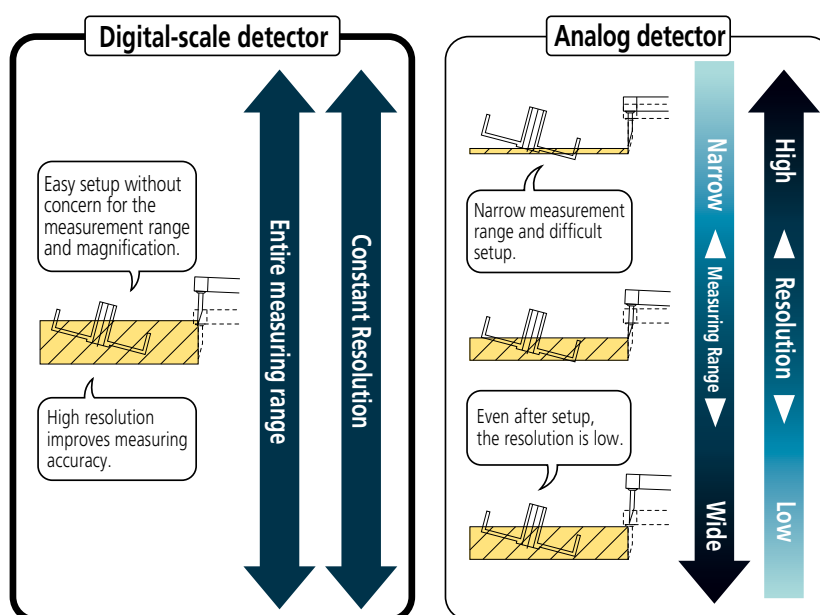 Digital-scale detector
Easy setup without
concern for the
measurement range
and magnification.
High resolution
improves measuring
accuracy.
Entire measuring range
Constant Resolution
Analog detector
Narrow measurement
range and difficult
setup.
Even after setup,
the resolution is low.
Narrow
Measuring Range
Wide
High
Resolution
Low